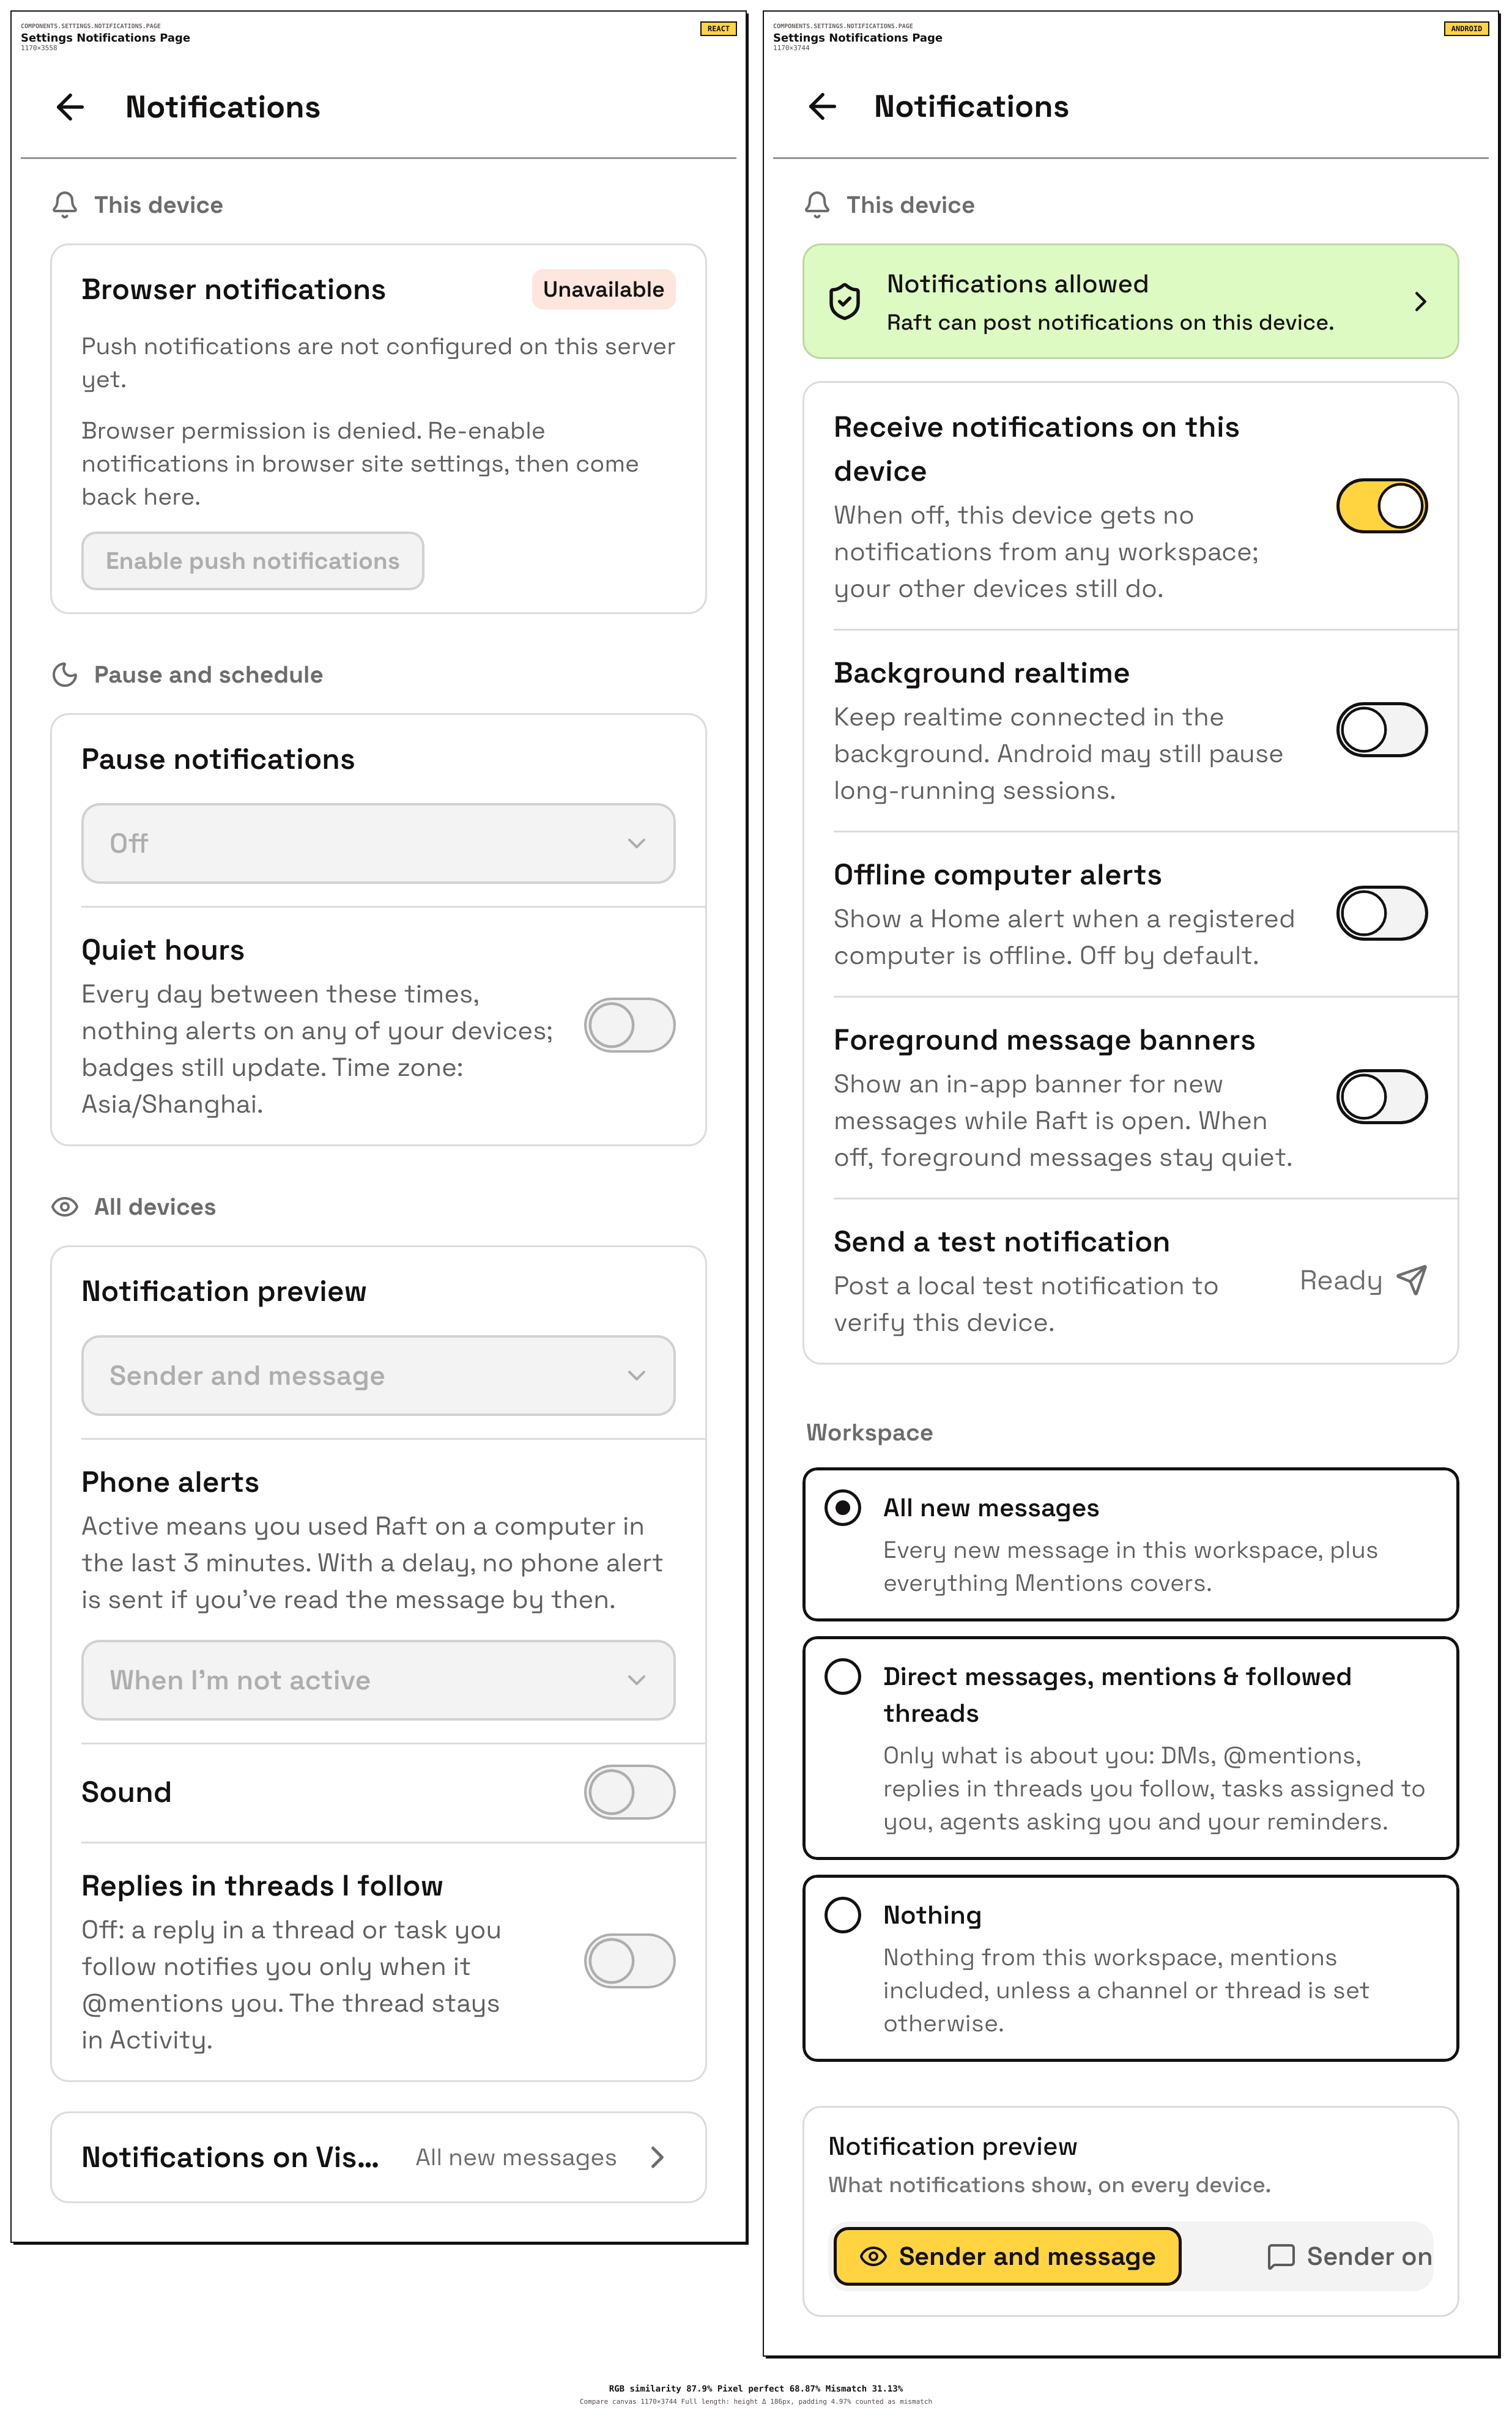 COMPONENTS.SETTINGS.NOTIFICATIONS.PAGE
Settings Notifications Page
1170×3558
REACT
Notifications
This device
Browser notifications
Unavailable
Push notifications are not configured on this server
yet.
Browser permission is denied. Re-enable
notifications in browser site settings, then come
back here.
Enable push notifications
Pause and schedule
Pause notifications
Off
Quiet hours
Every day between these times,
nothing alerts on any of your devices;
badges still update. Time zone:
Asia/Shanghai.
All devices
Notification preview
Sender and message
Phone alerts
Active means you used Raft on a computer in
the last 3 minutes. With a delay, no phone alert
is sent if you’ve read the message by then.
When I’m not active
Sound
Replies in threads I follow
Off: a reply in a thread or task you
follow notifies you only when it
@mentions you. The thread stays
in Activity.
Notifications on Vis...
All new messages
COMPONENTS.SETTINGS.NOTIFICATIONS.PAGE
Settings Notifications Page
1170×3744
ANDROID
Notifications
This device
Notifications allowed
Raft can post notifications on this device.
Receive notifications on this
device
When off, this device gets no
notifications from any workspace;
your other devices still do.
Background realtime
Keep realtime connected in the
background. Android may still pause
long-running sessions.
Offline computer alerts
Show a Home alert when a registered
computer is offline. Off by default.
Foreground message banners
Show an in-app banner for new
messages while Raft is open. When
off, foreground messages stay quiet.
Send a test notification
Post a local test notification to
verify this device.
Ready
Workspace
All new messages
Every new message in this workspace, plus
everything Mentions covers.
Direct messages, mentions & followed
threads
Only what is about you: DMs, @mentions,
replies in threads you follow, tasks assigned to
you, agents asking you and your reminders.
Nothing
Nothing from this workspace, mentions
included, unless a channel or thread is set
otherwise.
Notification preview
What notifications show, on every device.
Sender and message
Sender on
RGB similarity 87.9% Pixel perfect 68.87% Mismatch 31.13%
Compare canvas 1170×3744 Full length: height Δ 186px, padding 4.97% counted as mismatch